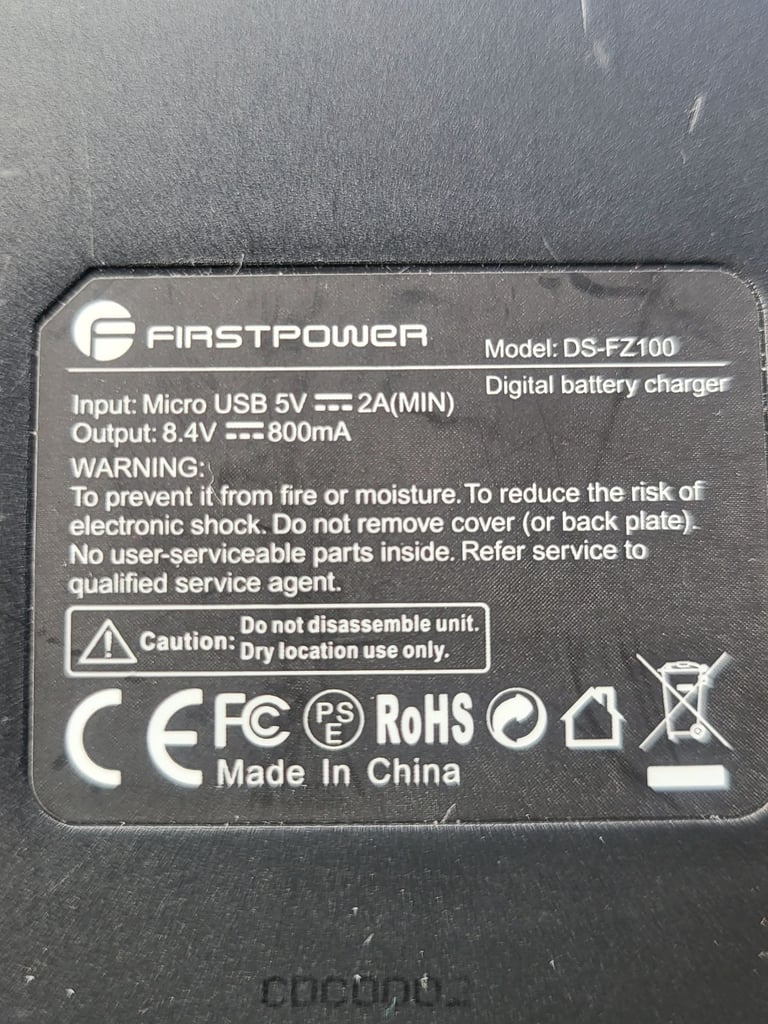 FIRSTPOWER
Model: DS-FZ100
Digital battery charger
Input: Micro USB 5V ⎓ 2A(MIN)
Output: 8.4V ⎓ 800mA
WARNING:
To prevent it from fire or moisture. To reduce the risk of
electronic shock. Do not remove cover (or back plate).
No user-serviceable parts inside. Refer service to
qualified service agent.
Caution: Do not disassemble unit.
Dry location use only.
CE FC PSE RoHS
Made In China